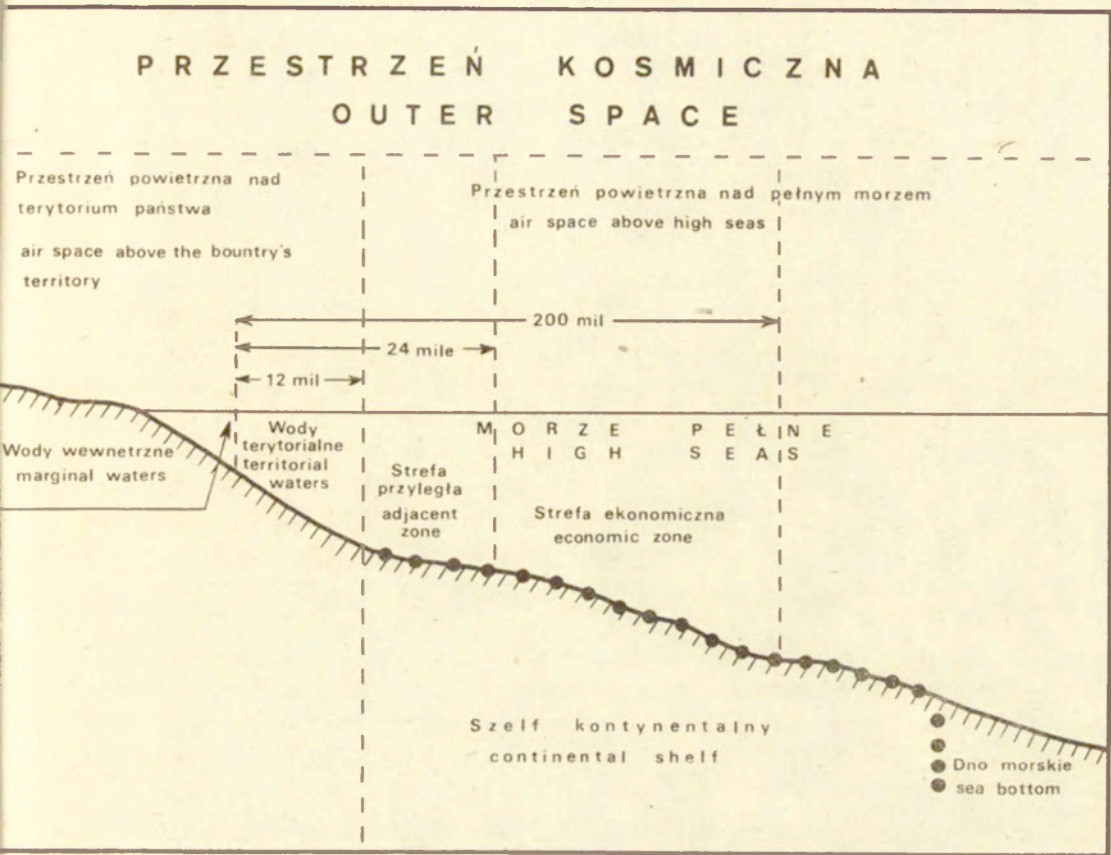 PRZESTRZEŃ KOSMICZNA
OUTER SPACE
Przestrzeń powietrzna nad
terytorium państwa
air space above the bountry's
territory
Przestrzeń powietrzna nad pełnym morzem
air space above high seas
200 mil
24 mile
12 mil
Wody wewnetrzne
marginal waters
Wody
terytorialne
territorial
waters
MORZE PEŁNE
HIGH SEAS
Strefa
przyległa
adjacent
zone
Strefa ekonomiczna
economic zone
Szelf kontynentalny
continental shelf
Dno morskie
sea bottom